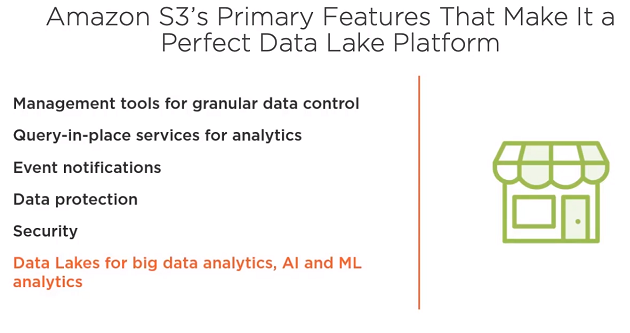 Amazon S3’s Primary Features That Make It a
Perfect Data Lake Platform
Management tools for granular data control
Query-in-place services for analytics
Event notifications
Data protection
Security
Data Lakes for big data analytics, AI and ML
analytics